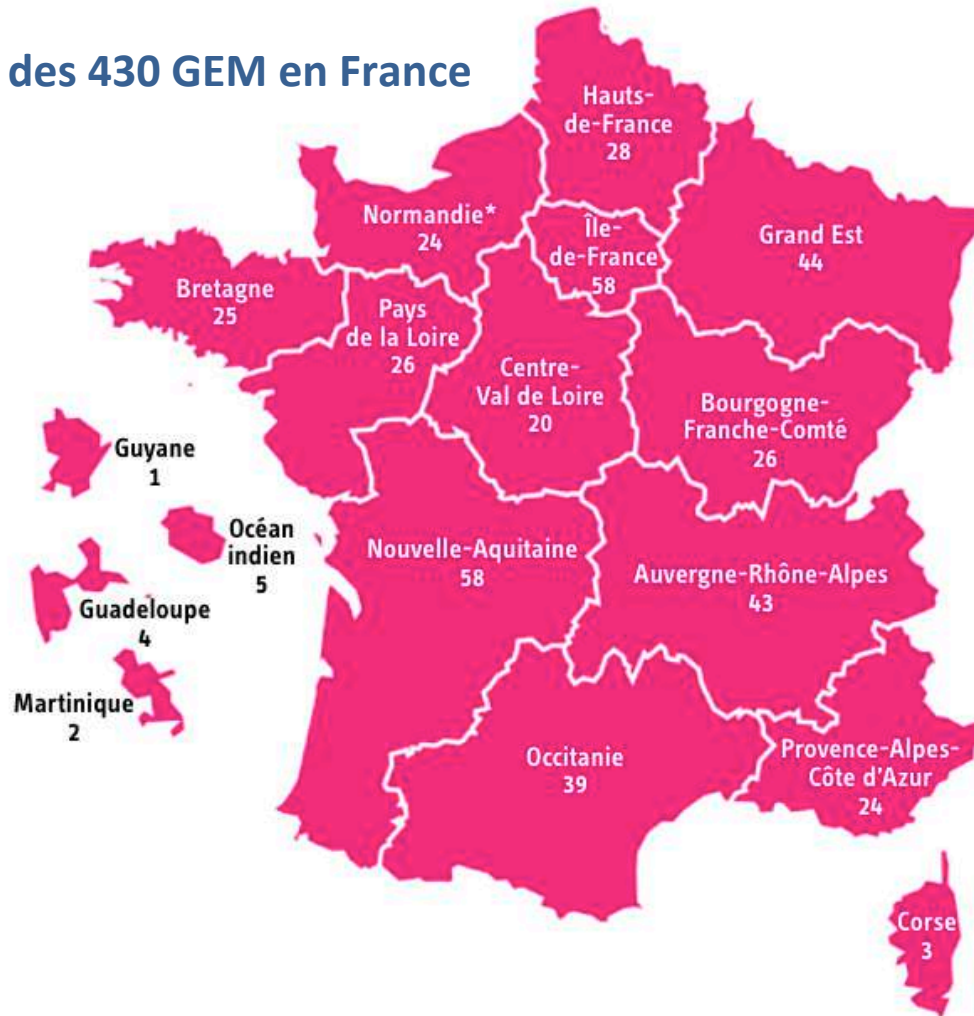 des 430 GEM en France
Hauts-
de-France
28
Normandie*
24
Île-
de-France
58
Grand Est
44
Bretagne
25
Pays
de la Loire
26
Centre-
Val de Loire
20
Bourgogne-
Franche-Comté
26
Guyane
1
Océan
indien
5
Nouvelle-Aquitaine
58
Auvergne-Rhône-Alpes
43
Guadeloupe
4
Martinique
2
Occitanie
39
Provence-Alpes-
Côte d'Azur
24
Corse
3